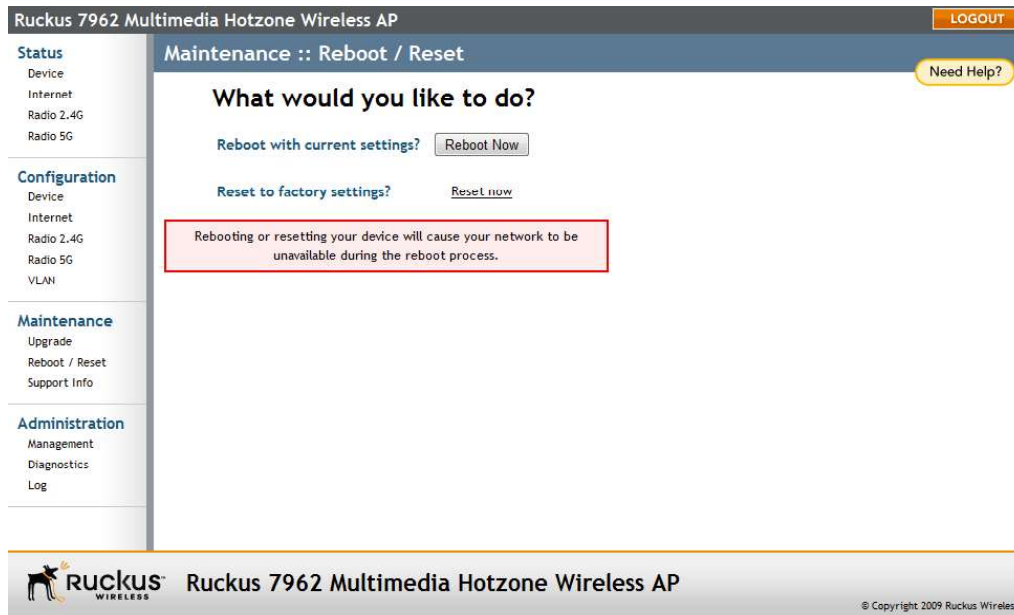 Ruckus 7962 Multimedia Hotzone Wireless AP
LOGOUT
Status
Device
Internet
Radio 2.4G
Radio 5G
Configuration
Device
Internet
Radio 2.4G
Radio 5G
VLAN
Maintenance
Upgrade
Reboot / Reset
Support Info
Administration
Management
Diagnostics
Log
Maintenance :: Reboot / Reset
Need Help?
What would you like to do?
Reboot with current settings? Reboot Now
Reset to factory settings? Reset now
Rebooting or resetting your device will cause your network to be
unavailable during the reboot process.
RUCKUS
WIRELESS
Ruckus 7962 Multimedia Hotzone Wireless AP
© Copyright 2009 Ruckus Wireles